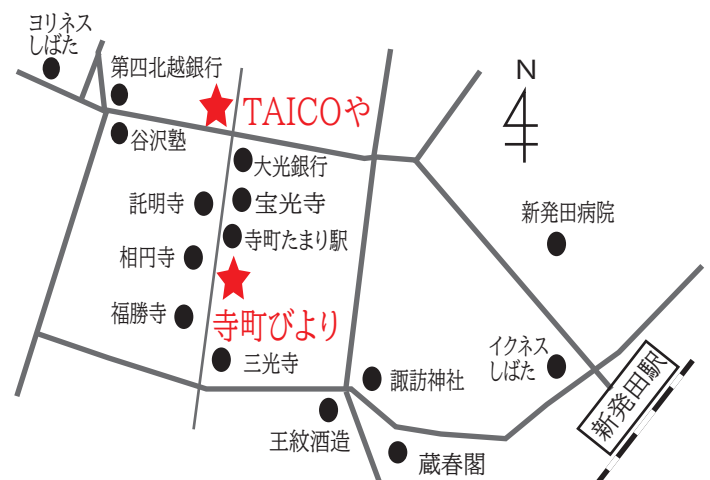 ヨリネス
しばた
第四北越銀行
TAICOや
N
谷沢塾
大光銀行
託明寺
宝光寺
新発田病院
寺町たまり駅
相円寺
福勝寺
寺町びより
三光寺
イクネス
しばた
諏訪神社
新発田駅
王紋酒造
蔵春閣